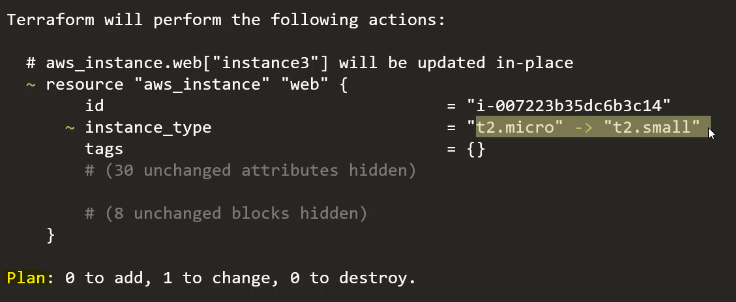 Terraform will perform the following actions:
# aws_instance.web["instance3"] will be updated in-place
~ resource "aws_instance" "web" {
id = "i-007223b35dc6b3c14"
~ instance_type = "t2.micro" -> "t2.small"
tags = {}
# (30 unchanged attributes hidden)
# (8 unchanged blocks hidden)
}
Plan: 0 to add, 1 to change, 0 to destroy.